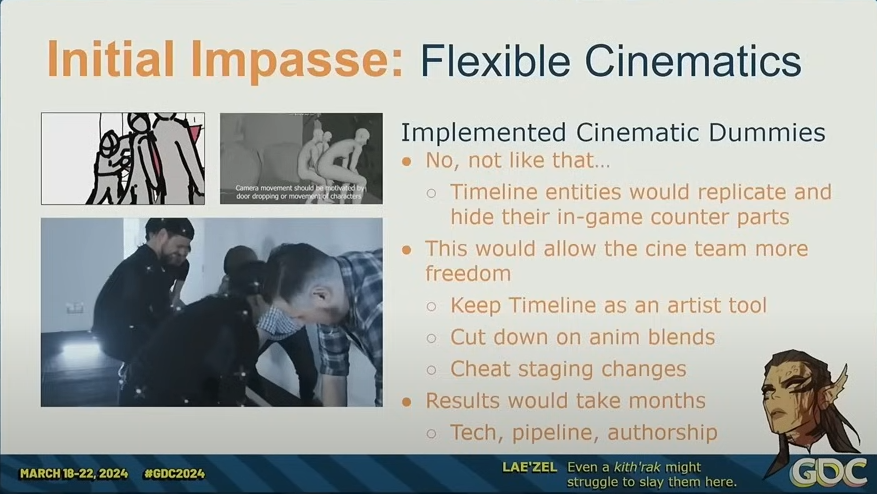 Initial Impasse: Flexible Cinematics
Camera movement should be motivated by
door dropping or movement of characters
Implemented Cinematic Dummies
● No, not like that...
○ Timeline entities would replicate and
hide their in-game counter parts
● This would allow the cine team more
freedom
○ Keep Timeline as an artist tool
○ Cut down on anim blends
○ Cheat staging changes
● Results would take months
○ Tech, pipeline, authorship
MARCH 18-22, 2024 #GDC2024
LAE'ZEL Even a kith'rak might
struggle to slay them here.
GDC